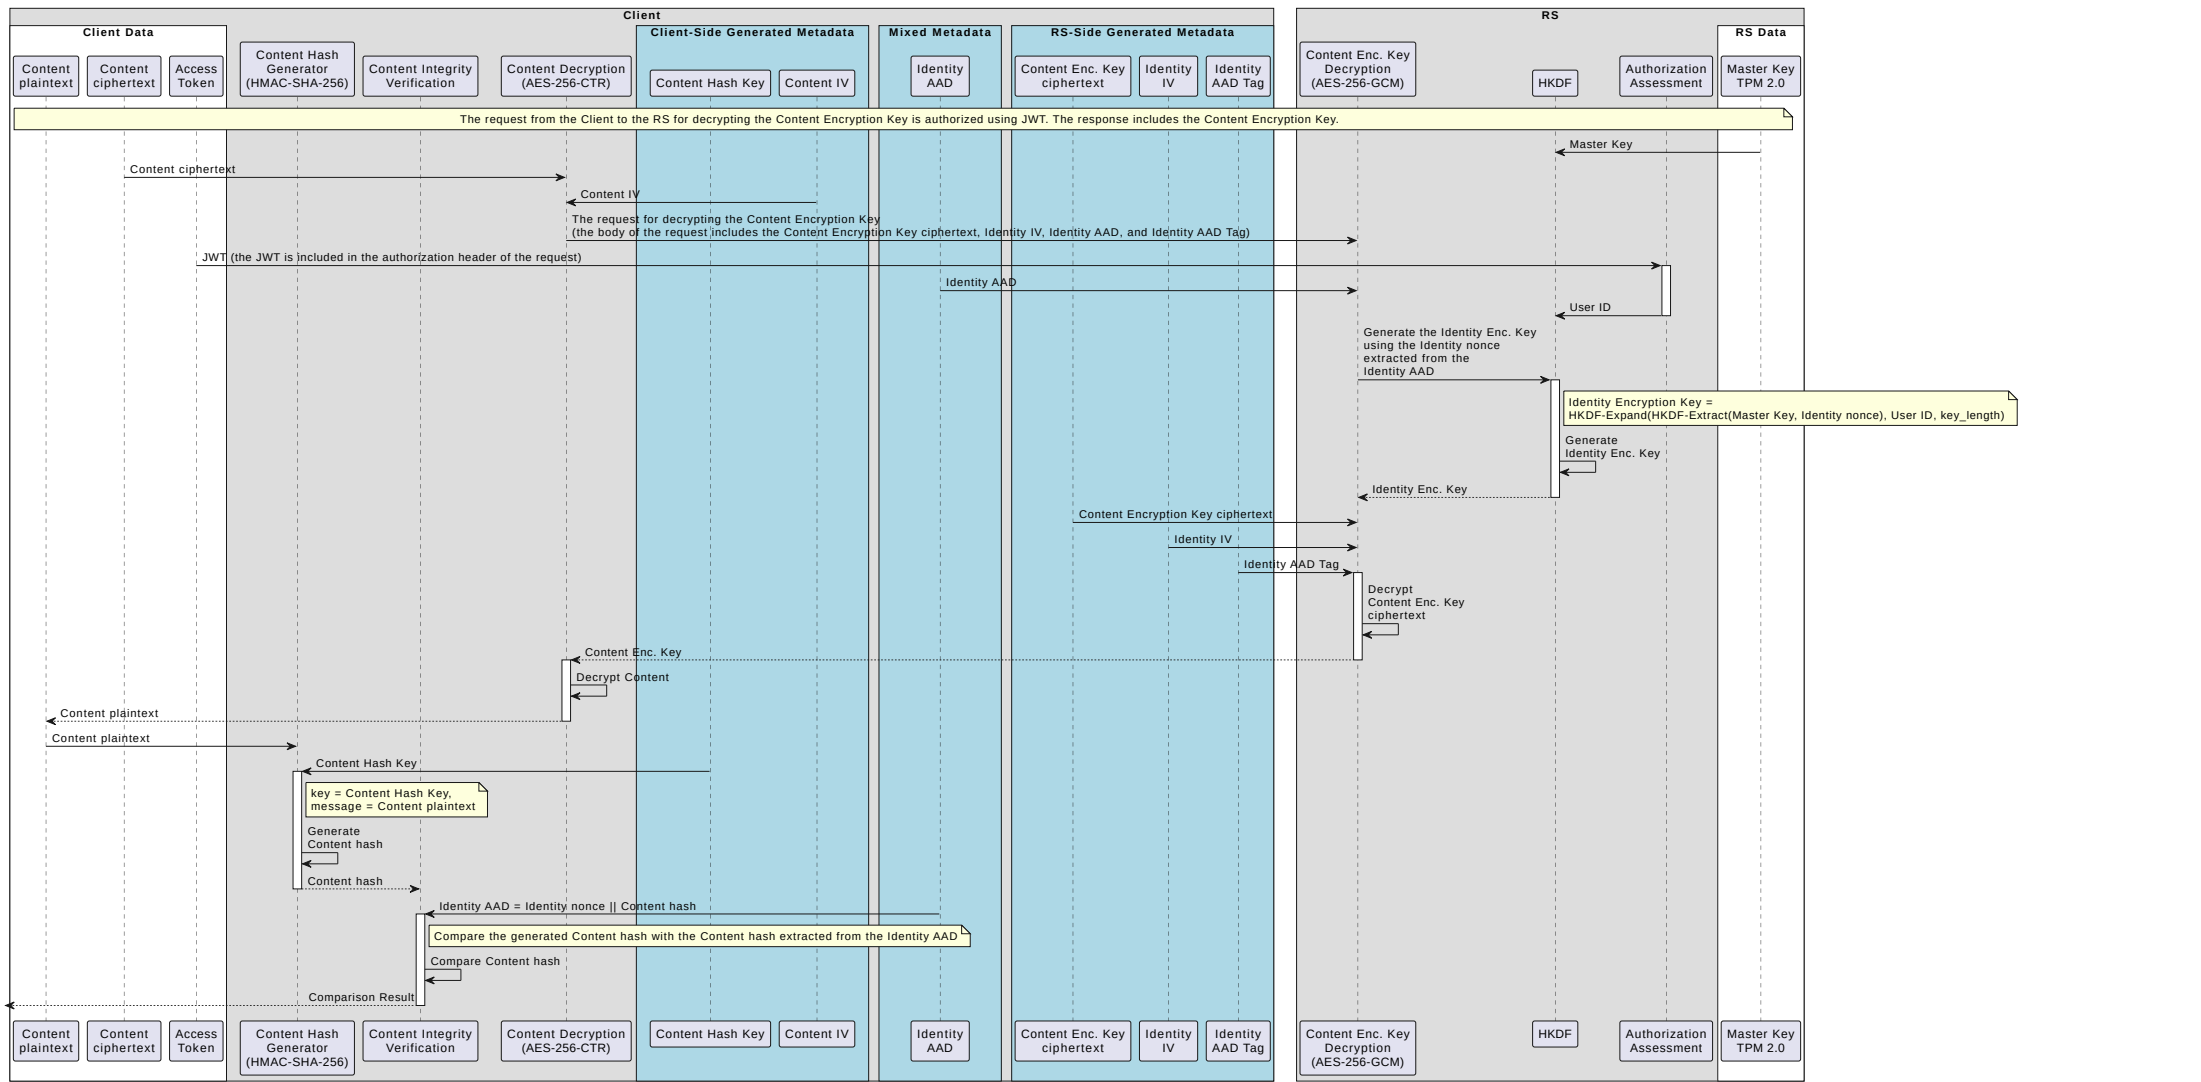 Client
RS
Client Data
Client-Side Generated Metadata
Mixed Metadata
RS-Side Generated Metadata
RS Data
Content
plaintext
Content
ciphertext
Access
Token
Content Hash
Generator
(HMAC-SHA-256)
Content Integrity
Verification
Content Decryption
(AES-256-CTR)
Content Hash Key
Content IV
Identity
AAD
Content Enc. Key
ciphertext
Identity
IV
Identity
AAD Tag
Content Enc. Key
Decryption
(AES-256-GCM)
HKDF
Authorization
Assessment
Master Key
TPM 2.0
The request from the Client to the RS for decrypting the Content Encryption Key is authorized using JWT. The response includes the Content Encryption Key.
Master Key
Content ciphertext
Content IV
The request for decrypting the Content Encryption Key
(the body of the request includes the Content Encryption Key ciphertext, Identity IV, Identity AAD, and Identity AAD Tag)
JWT (the JWT is included in the authorization header of the request)
Identity AAD
User ID
Generate the Identity Enc. Key
using the Identity nonce
extracted from the
Identity AAD
Identity Encryption Key =
HKDF-Expand(HKDF-Extract(Master Key, Identity nonce), User ID, key_length)
Generate
Identity Enc. Key
Identity Enc. Key
Content Encryption Key ciphertext
Identity IV
Identity AAD Tag
Decrypt
Content Enc. Key
ciphertext
Content Enc. Key
Decrypt Content
Content plaintext
Content plaintext
Content Hash Key
key = Content Hash Key,
message = Content plaintext
Generate
Content hash
Content hash
Identity AAD = Identity nonce || Content hash
Compare the generated Content hash with the Content hash extracted from the Identity AAD
Compare Content hash
Comparison Result
Content
plaintext
Content
ciphertext
Access
Token
Content Hash
Generator
(HMAC-SHA-256)
Content Integrity
Verification
Content Decryption
(AES-256-CTR)
Content Hash Key
Content IV
Identity
AAD
Content Enc. Key
ciphertext
Identity
IV
Identity
AAD Tag
Content Enc. Key
Decryption
(AES-256-GCM)
HKDF
Authorization
Assessment
Master Key
TPM 2.0